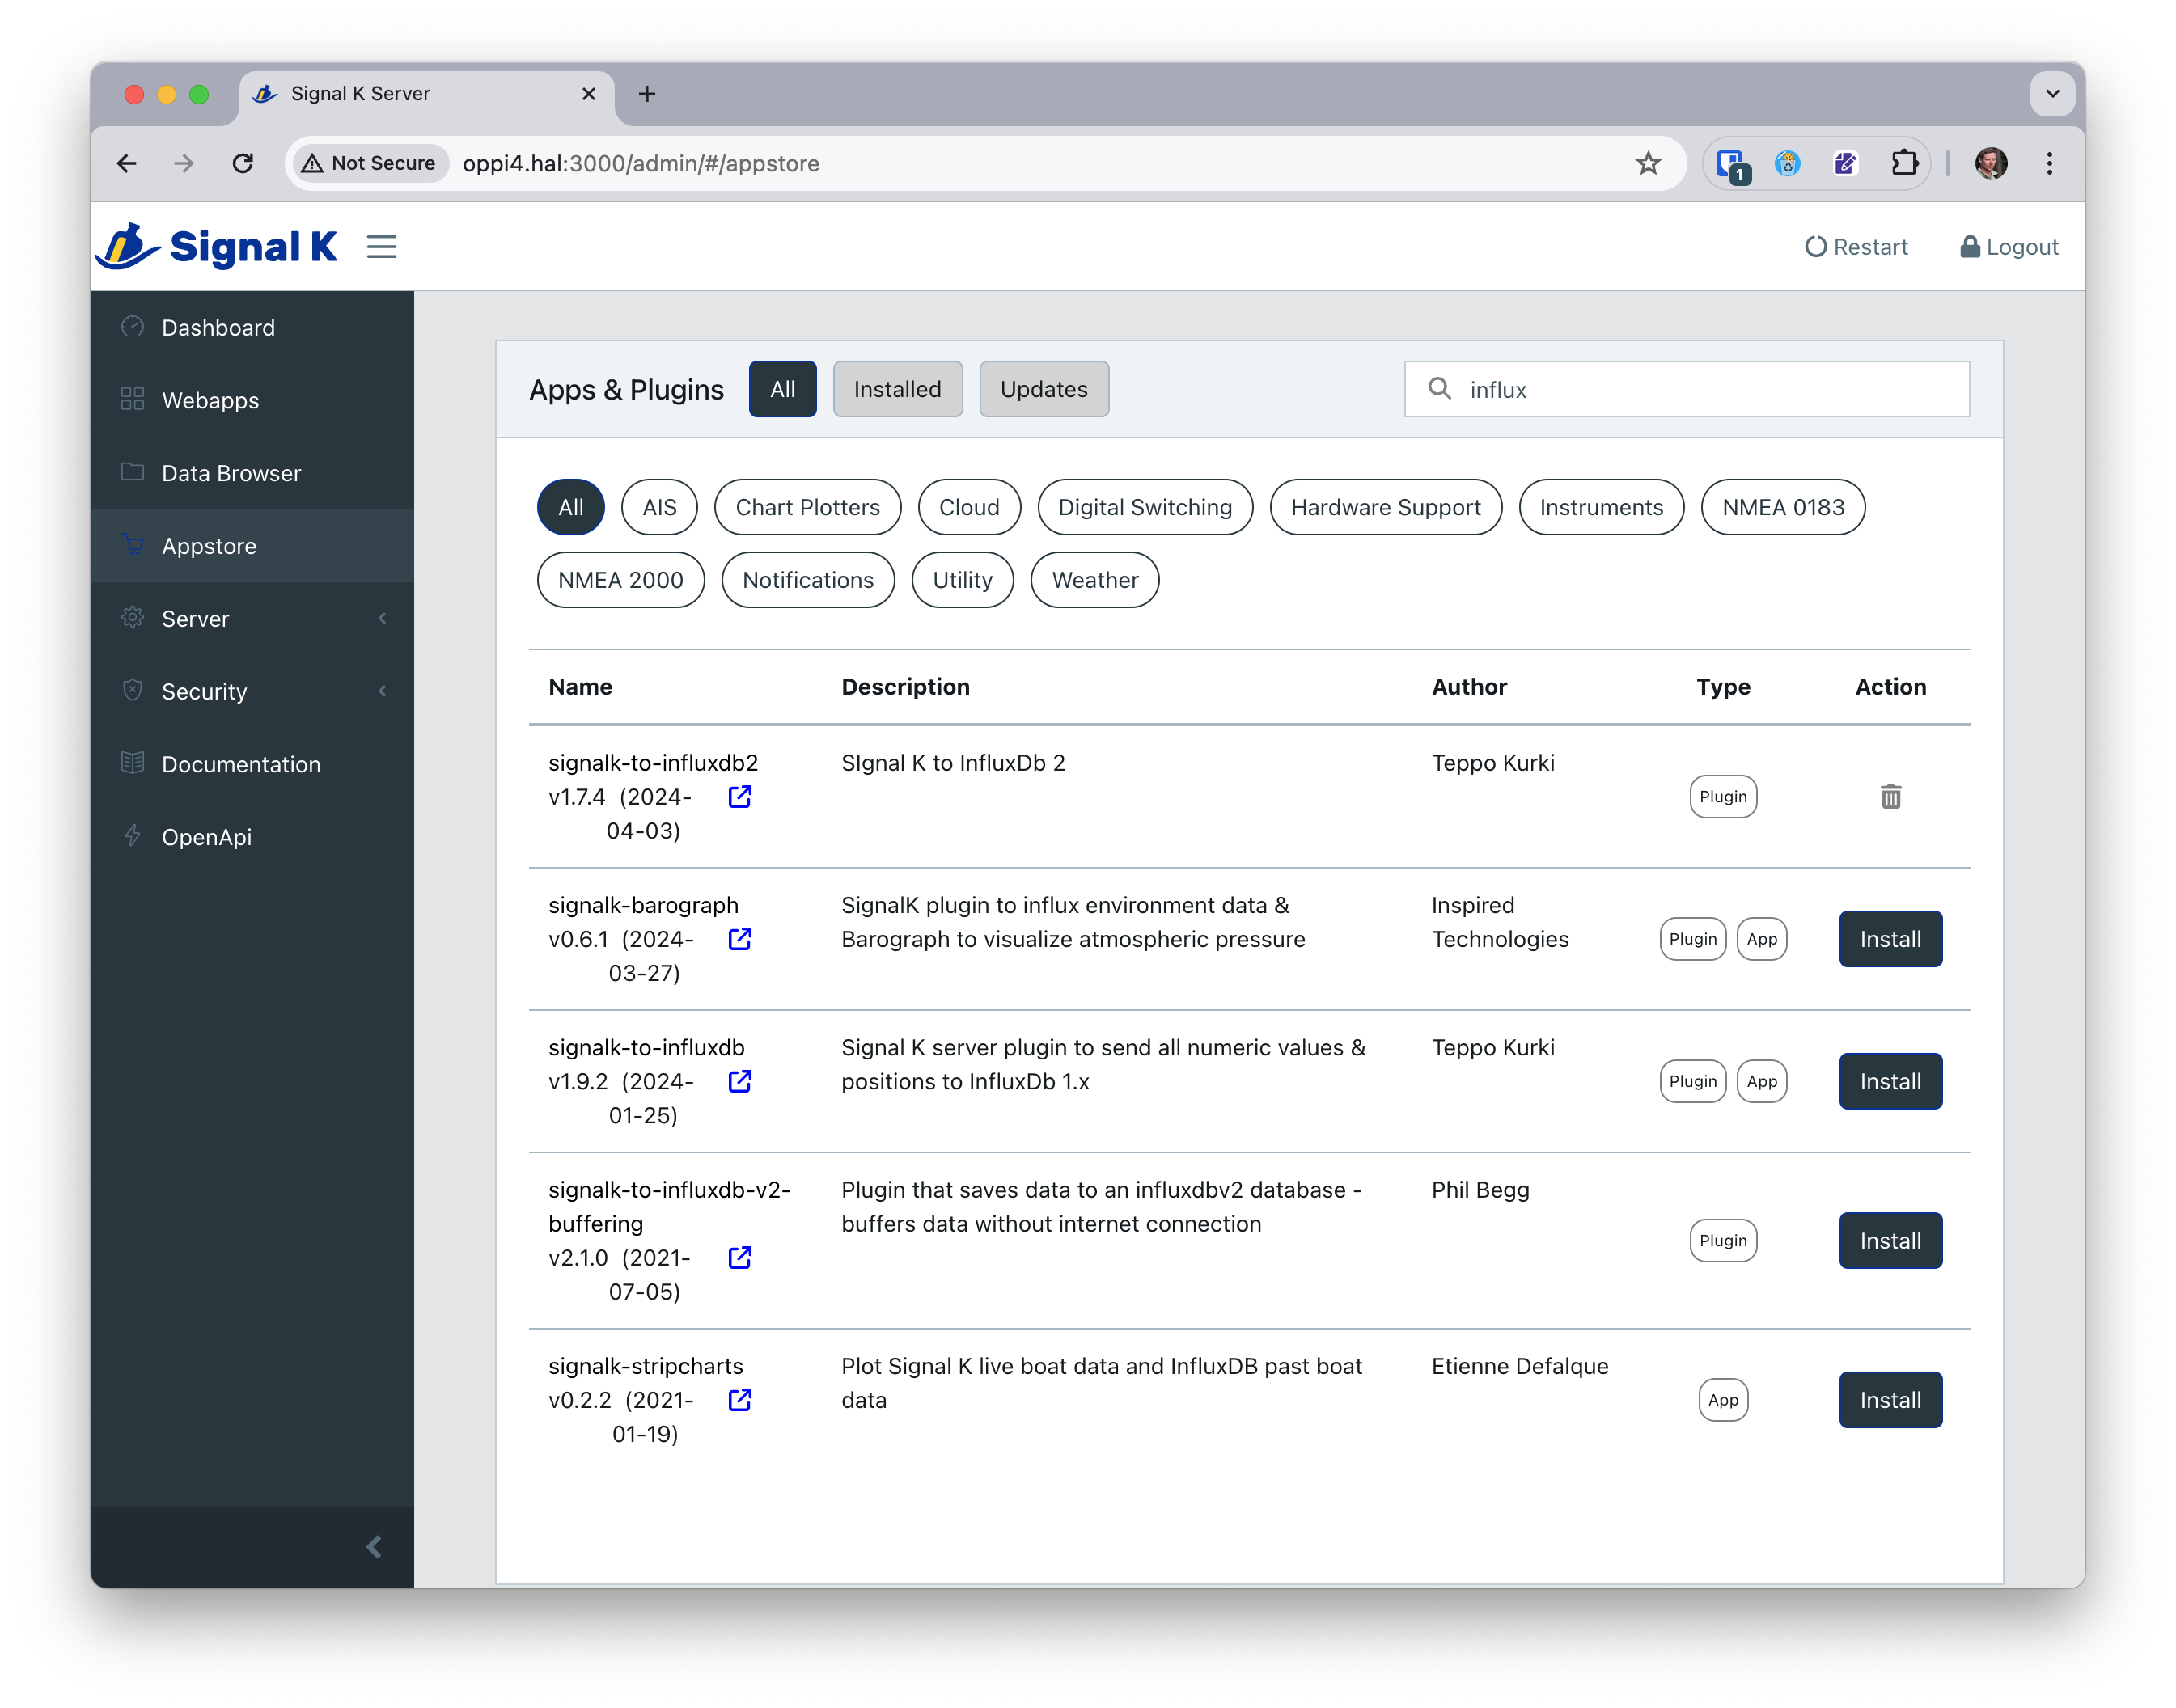 Signal K Server
Not Secure oppi4.hal:3000/admin/#/appstore
1
Signal K
Restart Logout
Dashboard
Webapps
Data Browser
Appstore
Server
Security
Documentation
OpenApi
Apps & Plugins All Installed Updates influx
All AIS Chart Plotters Cloud Digital Switching Hardware Support Instruments NMEA 0183
NMEA 2000 Notifications Utility Weather
Name Description Author Type Action
signalk-to-influxdb2 SIgnal K to InfluxDb 2 Teppo Kurki
v1.7.4 (2024- Plugin
04-03)
signalk-barograph SignalK plugin to influx environment data & Inspired
v0.6.1 (2024- Barograph to visualize atmospheric pressure Technologies Plugin App Install
03-27)
signalk-to-influxdb Signal K server plugin to send all numeric values & Teppo Kurki
v1.9.2 (2024- positions to InfluxDb 1.x Plugin App Install
01-25)
signalk-to-influxdb-v2- Plugin that saves data to an influxdbv2 database - Phil Begg
buffering buffers data without internet connection Plugin Install
v2.1.0 (2021-
07-05)
signalk-stripcharts Plot Signal K live boat data and InfluxDB past boat Etienne Defalque
v0.2.2 (2021- data App Install
01-19)